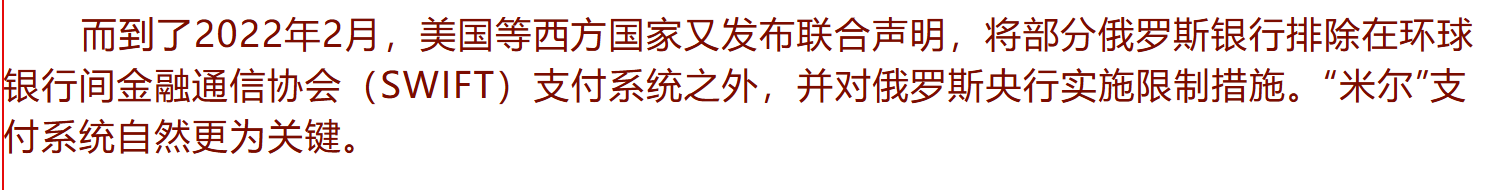 而到了2022年2月，美国等西方国家又发布联合声明，将部分俄罗斯银行排除在环球
银行间金融通信协会（SWIFT）支付系统之外，并对俄罗斯央行实施限制措施。“米尔”支
付系统自然更为关键。